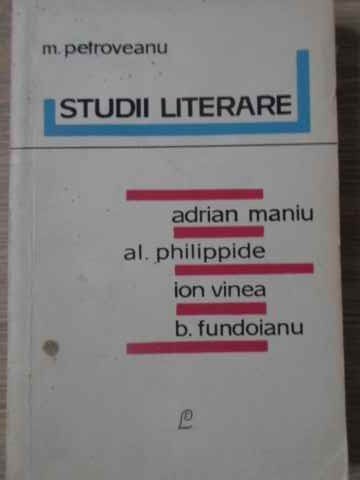 m. petroveanu
STUDII LITERARE
adrian maniu
al. philippide
ion vinea
b. fundoianu